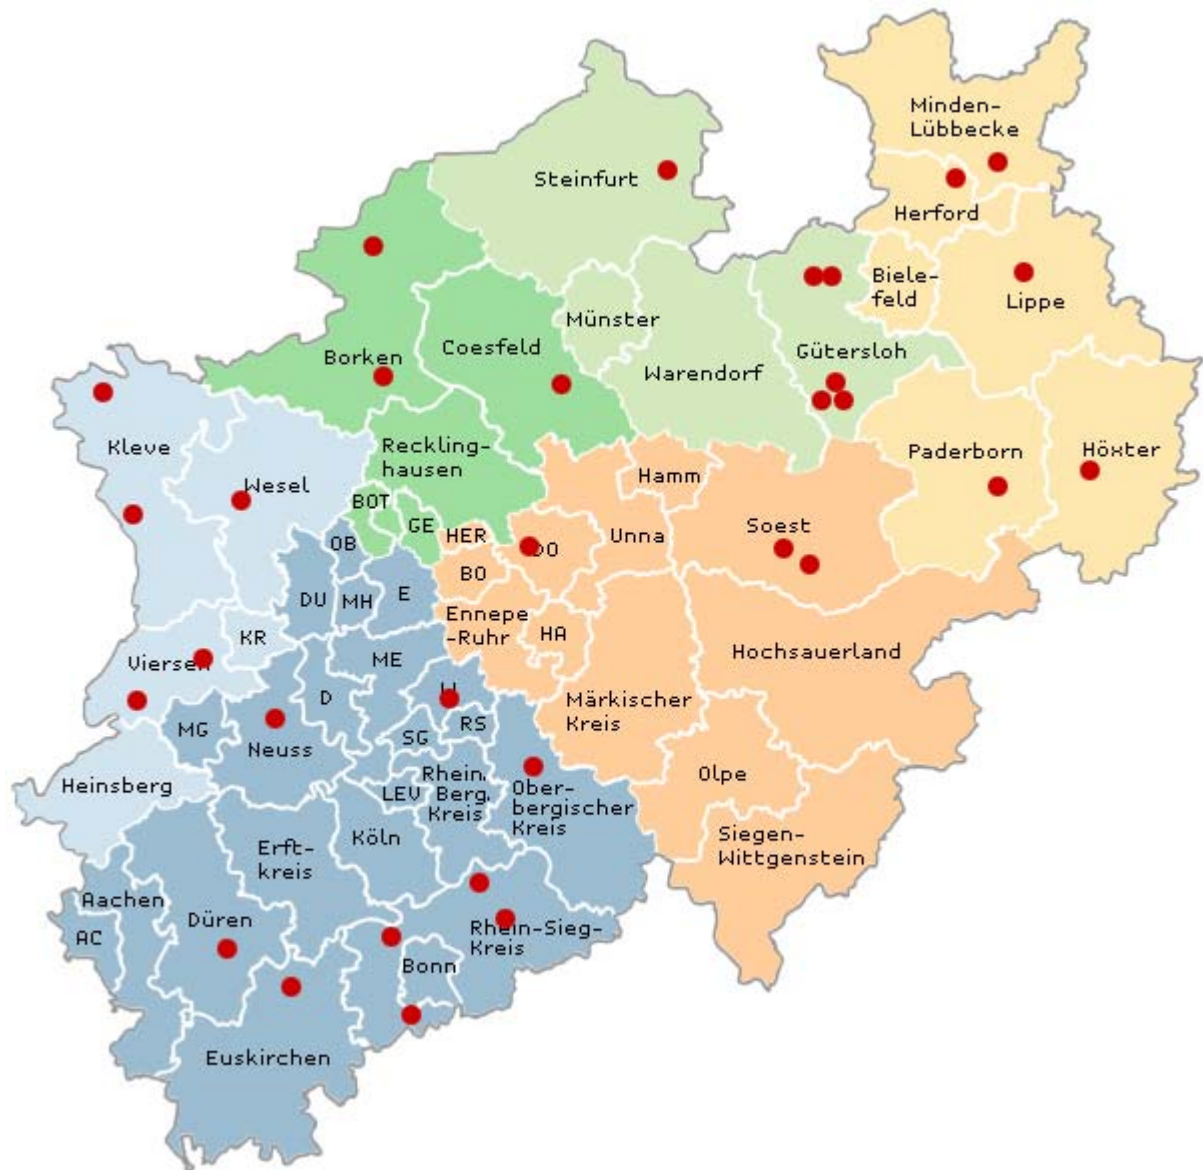 Minden-
Lübbecke
Steinfurt
Herford
Biele-
feld
Lippe
Münster
Borken
Coesfeld
Gütersloh
Warendorf
Kleve
Reckling-
hausen
Paderborn
Höxter
Wesel
Hamm
BOT
GE
Soest
HER
DO
Unna
OB
BO
DU
MH
E
Ennepe
-Ruhr
HA
KR
Viersen
ME
Hochsauerland
D
Märkischer
Kreis
MG
Neuss
SG
RS
Heinsberg
Rhein.
Berg.
Kreis
LEV
Ober-
bergischer
Kreis
Olpe
Köln
Erft-
kreis
Siegen-
Wittgenstein
Aachen
Düren
AC
Rhein-Sieg-
Kreis
Bonn
Euskirchen